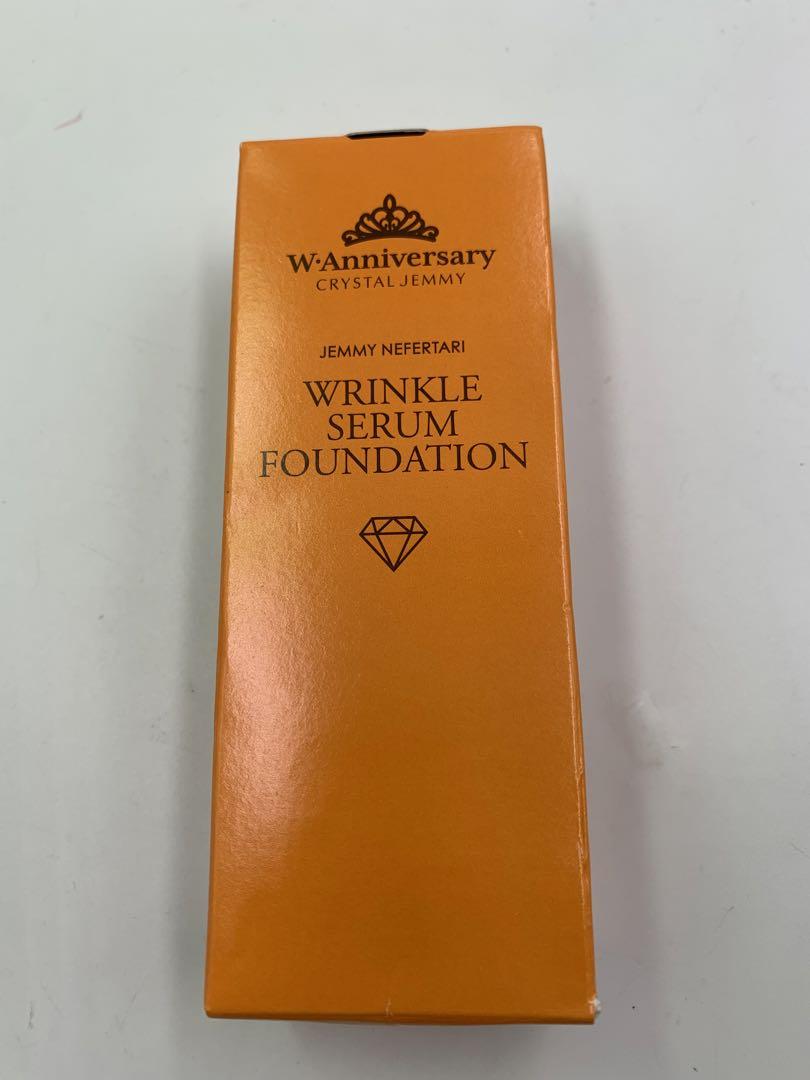 W·Anniversary
CRYSTAL JEMMY
JEMMY NEFERTARI
WRINKLE
SERUM
FOUNDATION